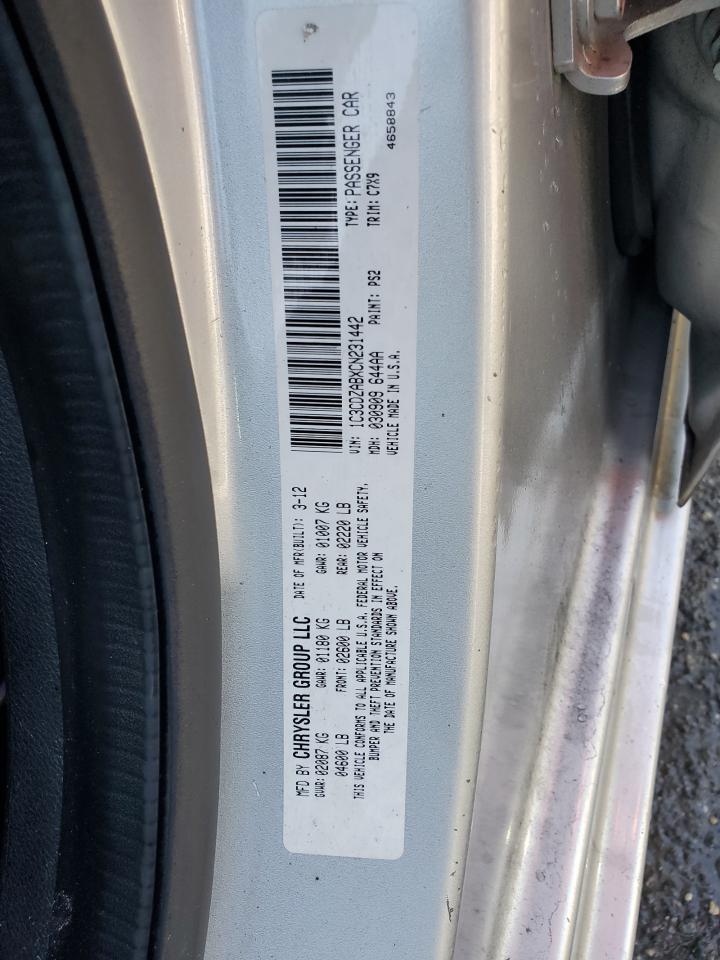 MFD BY CHRYSLER GROUP LLC DATE OF MFR(BUILT): 3-12
GVWR: 02087 KG GAWR: 01180 KG GAWR: 01007 KG
04600 LB FRONT: 02600 LB REAR: 02220 LB
THIS VEHICLE CONFORMS TO ALL APPLICABLE U.S.A. FEDERAL MOTOR VEHICLE SAFETY,
BUMPER AND THEFT PREVENTION STANDARDS IN EFFECT ON
THE DATE OF MANUFACTURE SHOWN ABOVE.
VIN: 1C3CDZABXCN231442 TYPE: PASSENGER CAR
MDH: 030909 644AA PAINT: PS2 TRIM: C7X9
VEHICLE MADE IN U.S.A. 4658843